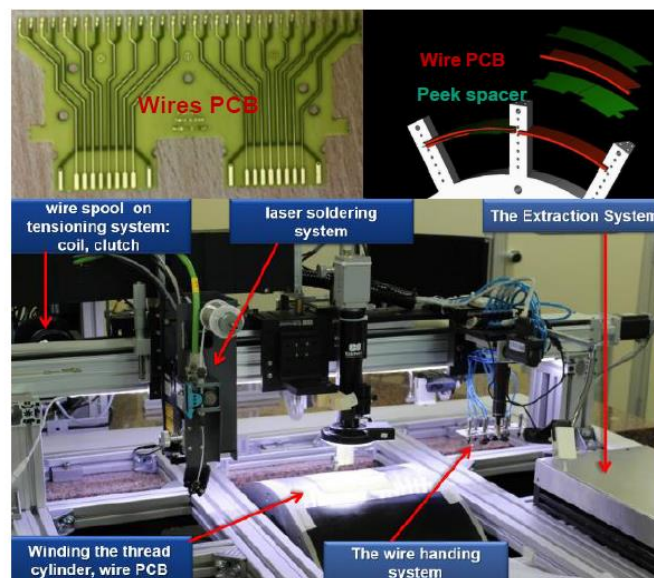 Wires PCB
Wire PCB
Peek spacer
wire spool on
tensioning system:
coil, clutch
laser soldering
system
The Extraction System
Winding the thread
cylinder, wire PCB
The wire handing
system